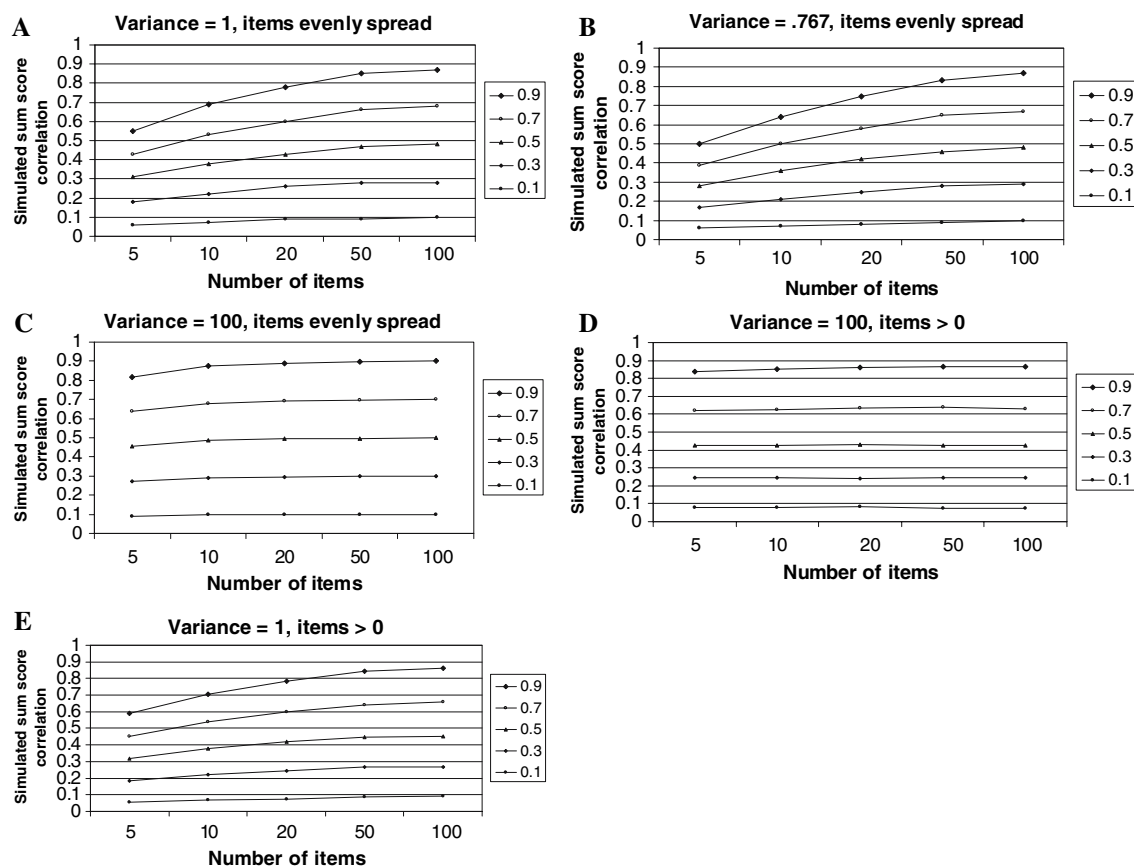 A
Variance = 1, items evenly spread
Simulated sum score
correlation
1
0.9
0.8
0.7
0.6
0.5
0.4
0.3
0.2
0.1
0
5 10 20 50 100
Number of items
0.9
0.7
0.5
0.3
0.1
B
Variance = .767, items evenly spread
Simulated sum score
correlation
1
0.9
0.8
0.7
0.6
0.5
0.4
0.3
0.2
0.1
0
5 10 20 50 100
Number of items
0.9
0.7
0.5
0.3
0.1
C
Variance = 100, items evenly spread
Simulated sum score
correlation
1
0.9
0.8
0.7
0.6
0.5
0.4
0.3
0.2
0.1
0
5 10 20 50 100
Number of items
0.9
0.7
0.5
0.3
0.1
D
Variance = 100, items > 0
Simulated sum score
correlation
1
0.9
0.8
0.7
0.6
0.5
0.4
0.3
0.2
0.1
0
5 10 20 50 100
Number of items
0.9
0.7
0.5
0.3
0.1
E
Variance = 1, items > 0
Simulated sum score
correlation
1
0.9
0.8
0.7
0.6
0.5
0.4
0.3
0.2
0.1
0
5 10 20 50 100
Number of items
0.9
0.7
0.5
0.3
0.1